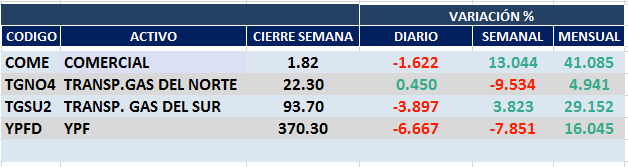 VARIACIÓN %
CODIGO ACTIVO CIERRE SEMANA DIARIO SEMANAL MENSUAL
COME COMERCIAL 1.82 -1.622 13.044 41.085
TGNO4 TRANSP.GAS DEL NORTE 22.30 0.450 -9.534 4.941
TGSU2 TRANSP. GAS DEL SUR 93.70 -3.897 3.823 29.152
YPFD YPF 370.30 -6.667 -7.851 16.045